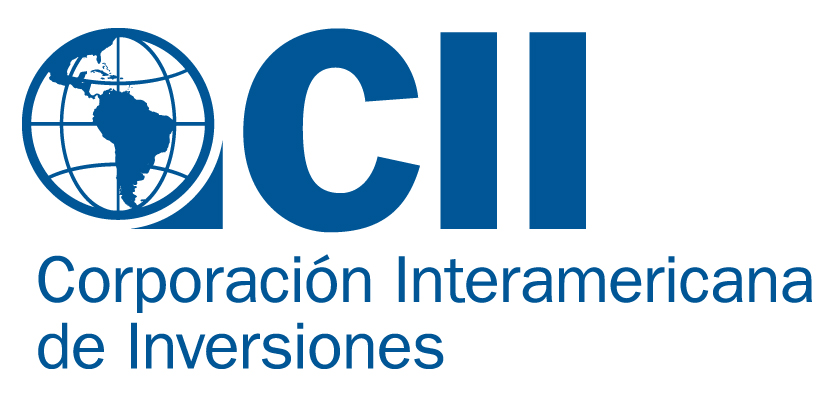 CII
Corporación Interamericana
de Inversiones